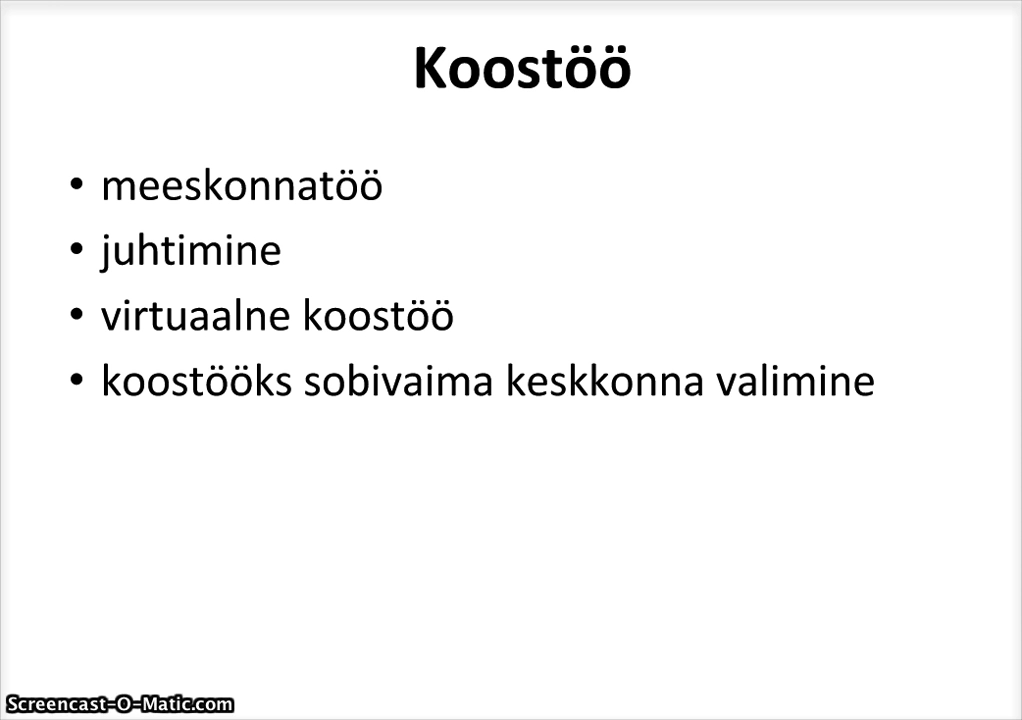 Koostöö
• meeskonnatöö
• juhtimine
• virtuaalne koostöö
• koostööks sobivaima keskkonna valimine
Screencast-O-Matic.com